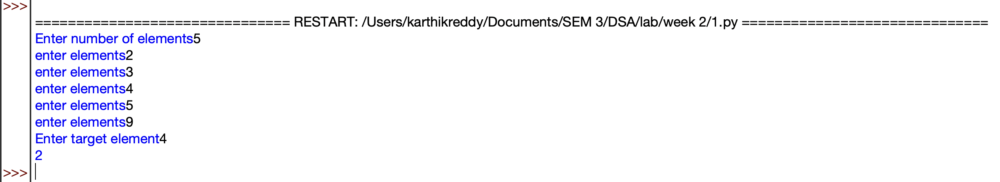 >>>
=============================== RESTART: /Users/karthikreddy/Documents/SEM 3/DSA/lab/week 2/1.py ==============================
Enter number of elements5
enter elements2
enter elements3
enter elements4
enter elements5
enter elements9
Enter target element4
2
>>>